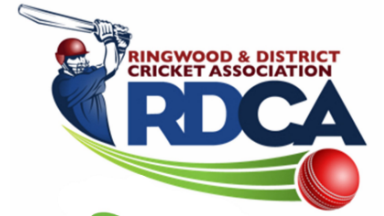 RINGWOOD & DISTRICT
CRICKET ASSOCIATION
RDCA